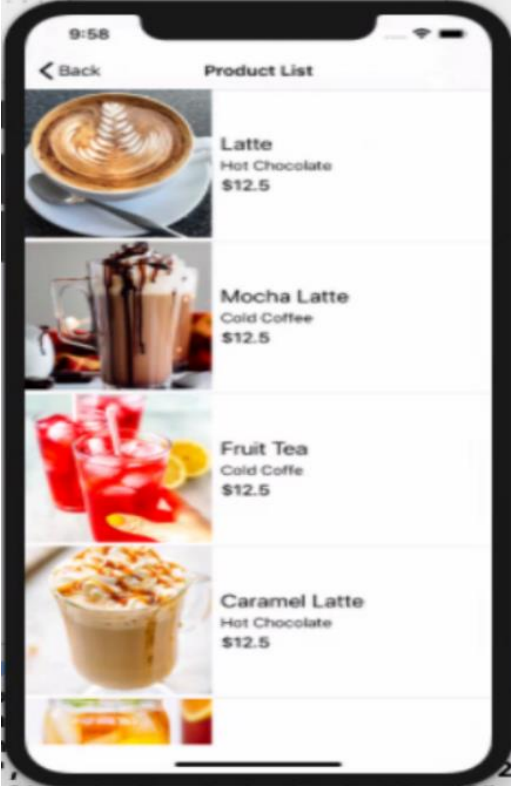 9:58
Back
Product List
Latte
Hot Chocolate
$12.5
Mocha Latte
Cold Coffee
$12.5
Fruit Tea
Cold Coffe
$12.5
Caramel Latte
Hot Chocolate
$12.5